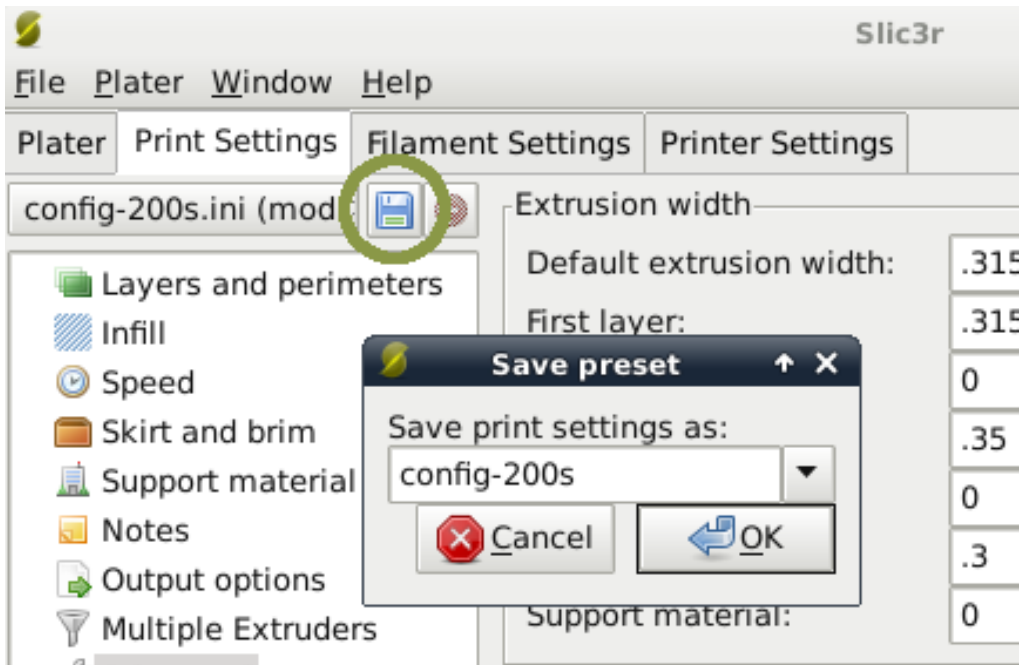 Slic3r
File Plater Window Help
Plater Print Settings Filament Settings Printer Settings
config-200s.ini (mod
Extrusion width
Default extrusion width: .315
First layer: .315
0
.35
0
.3
Support material: 0
Layers and perimeters
Infill
Speed
Skirt and brim
Support material
Notes
Output options
Multiple Extruders
Save preset
Save print settings as:
config-200s
Cancel OK